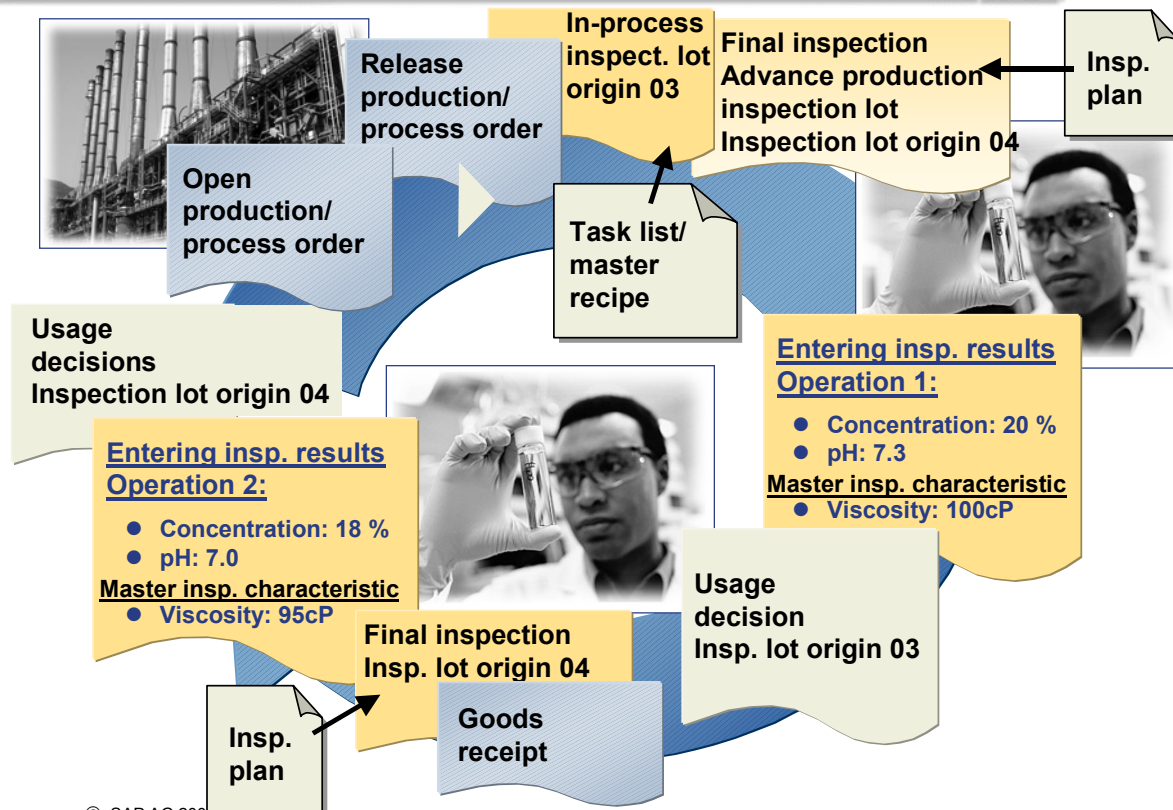 Open
production/
process order
Release
production/
process order
In-process
inspect. lot
origin 03
Task list/
master
recipe
Final inspection
Advance production
inspection lot
Inspection lot origin 04
Insp.
plan
Entering insp. results
Operation 1:
● Concentration: 20 %
● pH: 7.3
Master insp. characteristic
● Viscosity: 100cP
Usage
decision
Insp. lot origin 03
Goods
receipt
Final inspection
Insp. lot origin 04
Insp.
plan
Entering insp. results
Operation 2:
● Concentration: 18 %
● pH: 7.0
Master insp. characteristic
● Viscosity: 95cP
Usage
decisions
Inspection lot origin 04
© SAP AG